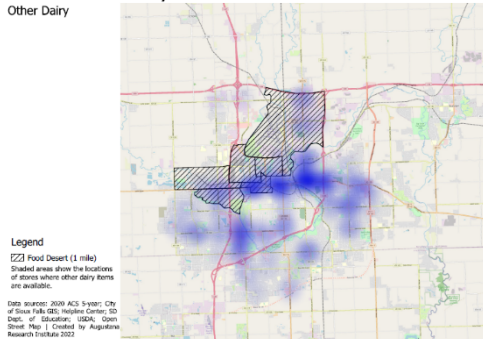 Other Dairy
Legend
Food Desert (1 mile)
Shaded areas show the locations
of stores where other dairy items
are available.
Data sources: 2020 ACS 5-year; City
of Sioux Falls GIS; Helpline Center; SD
Dept. of Education; USDA; Open
Street Map | Created by Augustana
Research Institute 2022